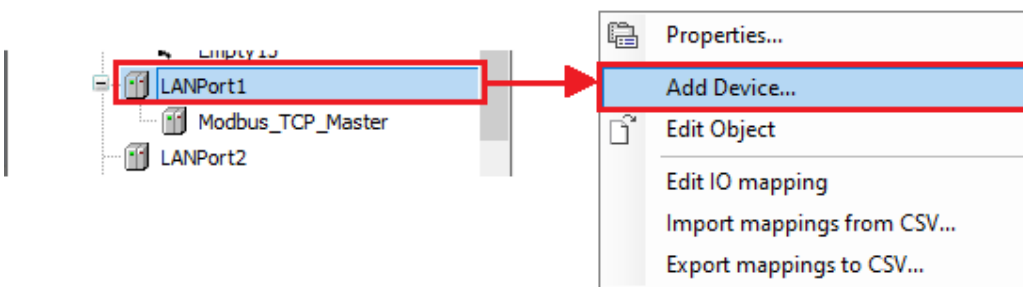 Empty15
LANPort1
Modbus_TCP_Master
LANPort2
Properties...
Add Device...
Edit Object
Edit IO mapping
Import mappings from CSV...
Export mappings to CSV...